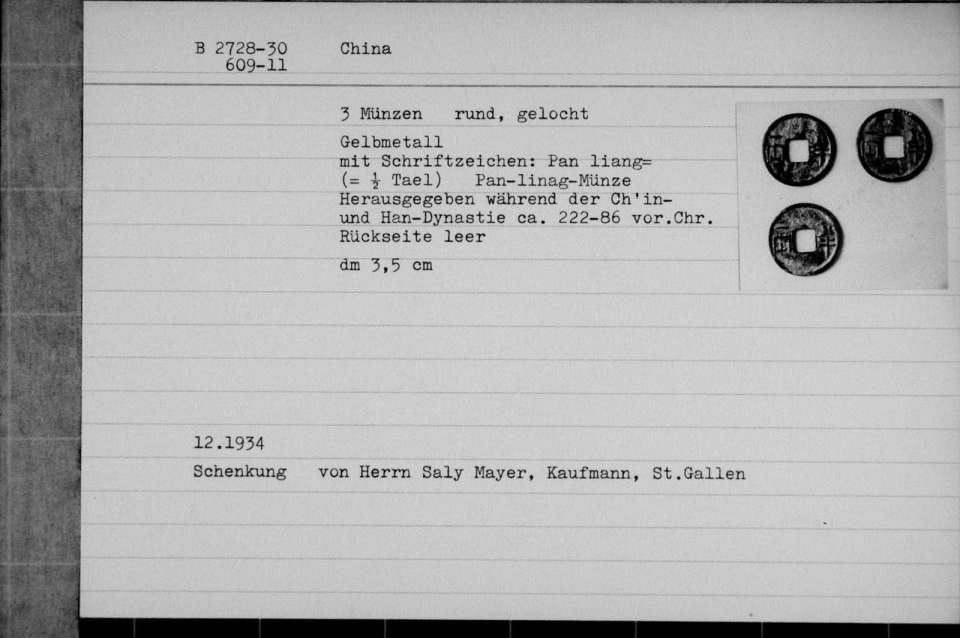 B 2728-30 China
609-11
3 Münzen rund, gelocht
Gelbmetall
mit Schriftzeichen: Pan liang=
(= ½ Tael) Pan-linag-Münze
Herausgegeben während der Ch'in-
und Han-Dynastie ca. 222-86 vor.Chr.
Rückseite leer
dm 3,5 cm
12.1934
Schenkung von Herrn Saly Mayer, Kaufmann, St.Gallen